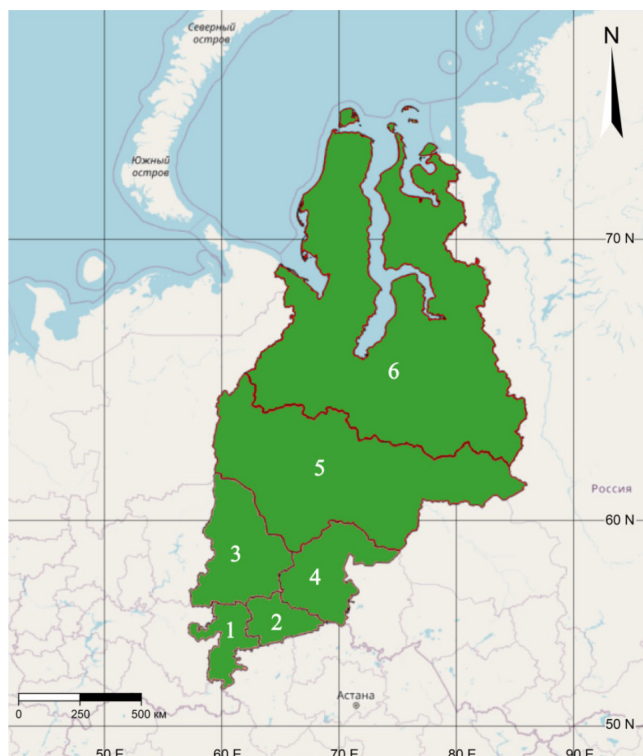 Северный
остров
N
Южный
остров
70 N
6
5
Россия
60 N
3
4
1
2
Астана
0
250
500 км
50 N
50 E
60 E
70 E
80 E
90 E